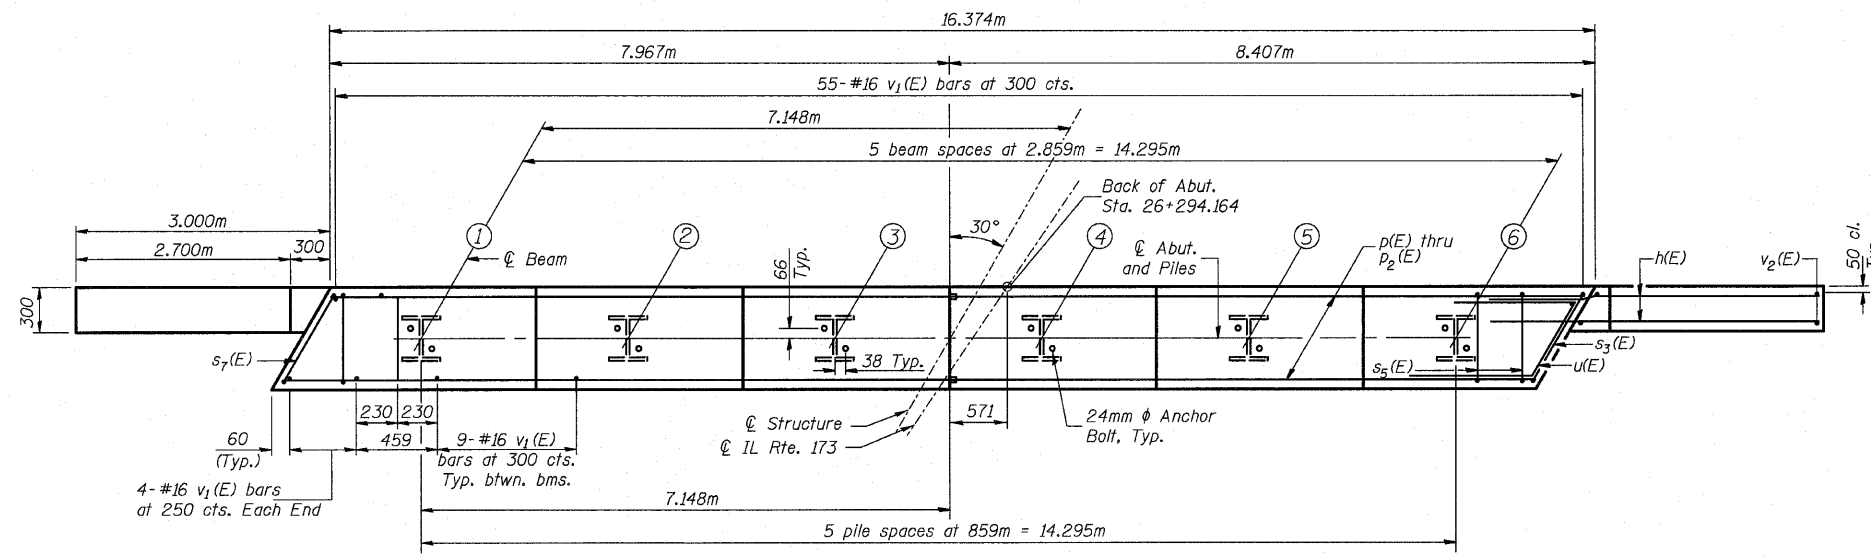 16.374m
7.967m
8.407m
55-#16 v1(E) bars at 300 cts.
7.148m
5 beam spaces at 2.859m = 14.295m
Back of Abut.
Sta. 26+294.164
3.000m
2.700m
300
30°
1
2
3
4
5
6
℄ Beam
66
Typ.
℄ Abut.
and Piles
p(E) thru
p2(E)
h(E)
v2(E)
50 cl.
300
s7(E)
38 Typ.
s5(E)
s3(E)
u(E)
230
230
459
60
(Typ.)
9-#16 v1(E)
bars at 300 cts.
Typ. btwn. bms.
℄ Structure
℄ IL Rte. 173
571
24mm ϕ Anchor
Bolt, Typ.
4-#16 v1(E) bars
at 250 cts. Each End
7.148m
5 pile spaces at 859m = 14.295m